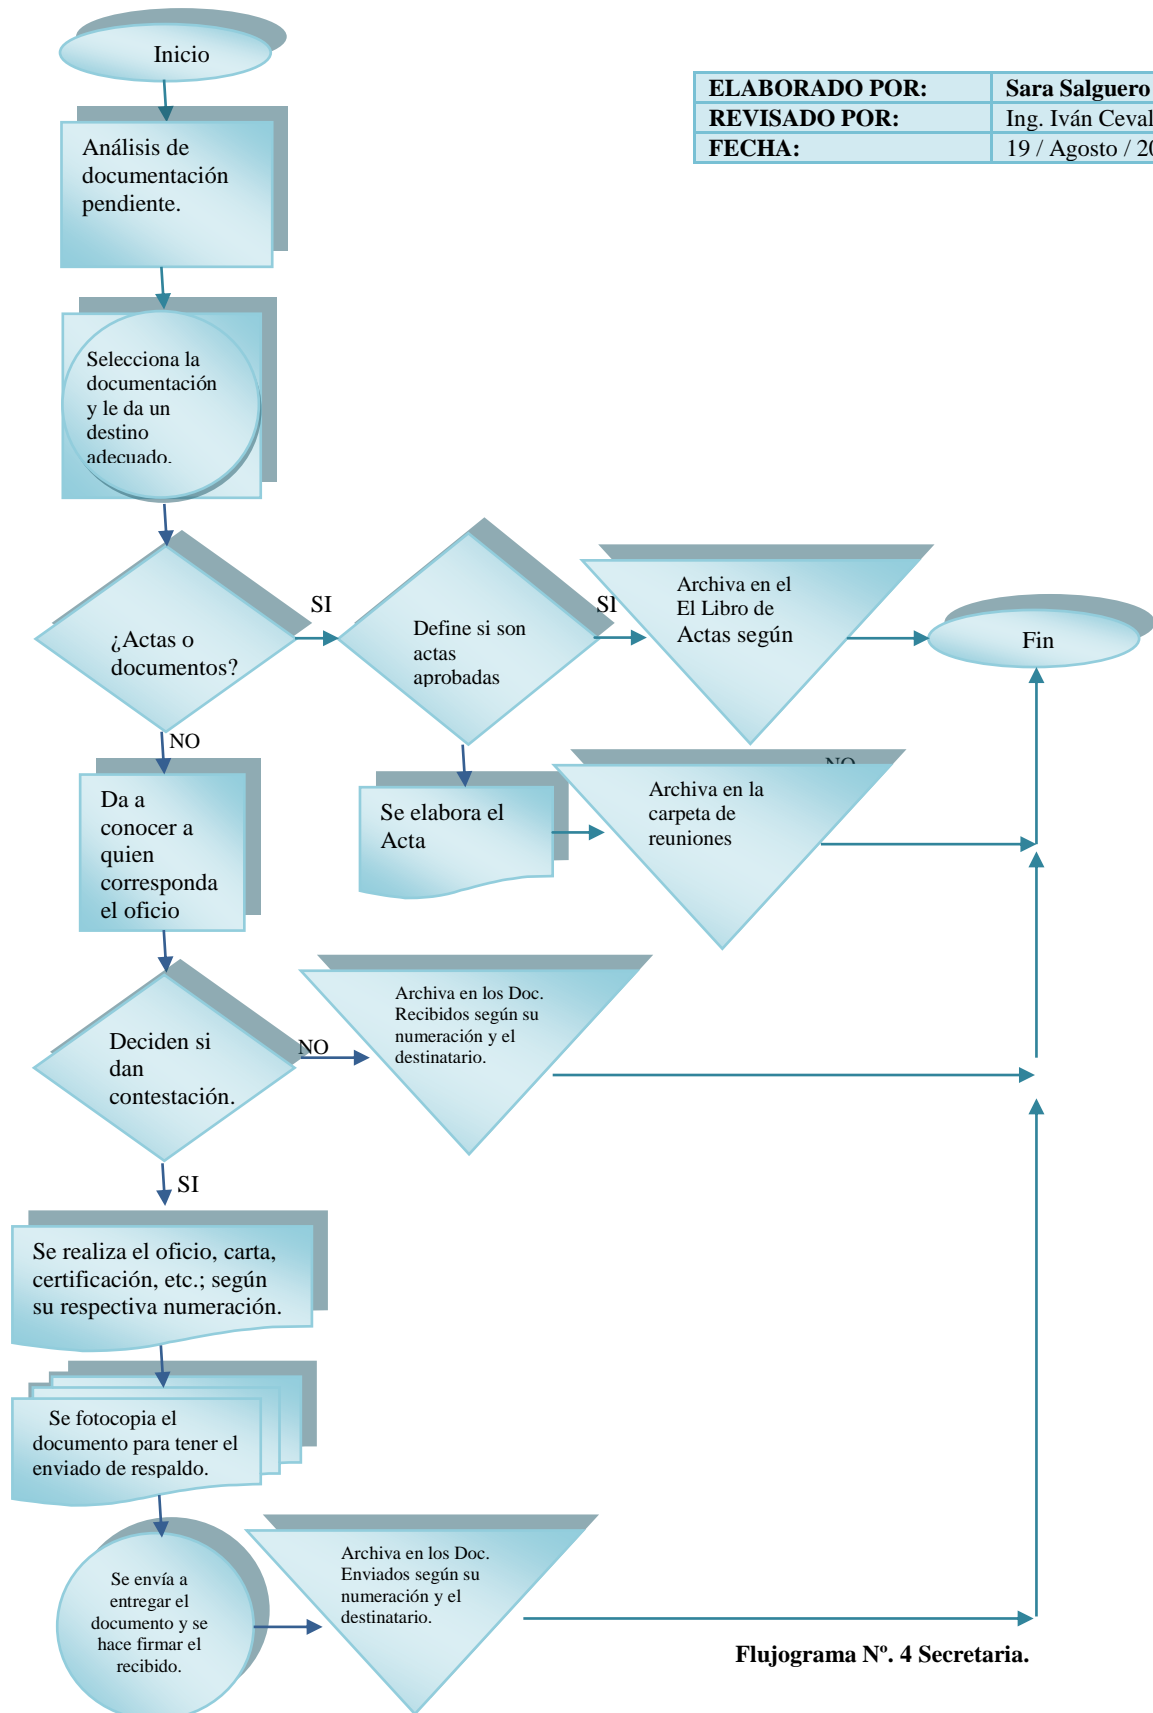 Inicio
ELABORADO POR: Sara Salguero
REVISADO POR: Ing. Iván Ceval
FECHA: 19 / Agosto / 20
Análisis de
documentación
pendiente.
Selecciona la
documentación
y le da un
destino
adecuado.
¿Actas o
documentos?
SI
Define si son
actas
aprobadas
SI
Archiva en el
El Libro de
Actas según
Fin
NO
Da a
conocer a
quien
corresponda
el oficio
Se elabora el
Acta
NO
Archiva en la
carpeta de
reuniones
Deciden si
dan
contestación.
NO
Archiva en los Doc.
Recibidos según su
numeración y el
destinatario.
SI
Se realiza el oficio, carta,
certificación, etc.; según
su respectiva numeración.
Se fotocopia el
documento para tener el
enviado de respaldo.
Se envía a
entregar el
documento y se
hace firmar el
recibido.
Archiva en los Doc.
Enviados según su
numeración y el
destinatario.
Flujograma Nº. 4 Secretaria.